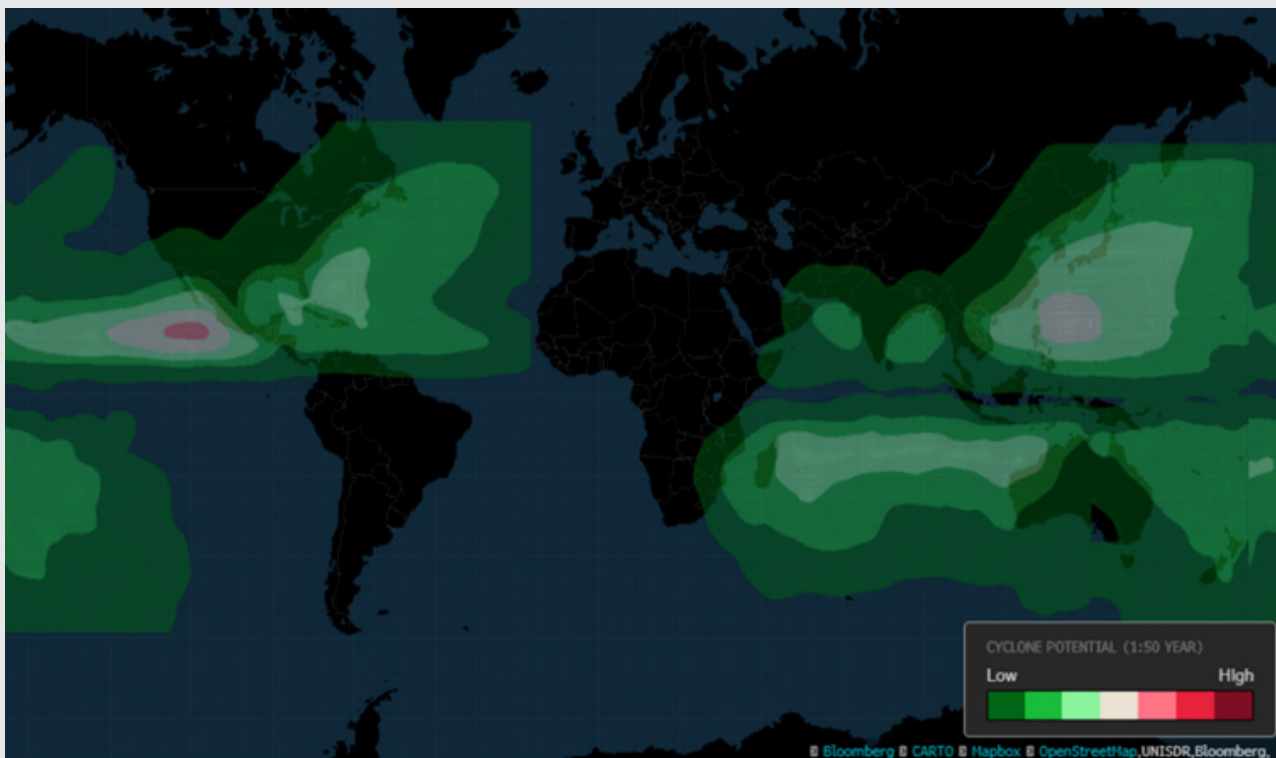 CYCLONE POTENTIAL (1:50 YEAR)
Low High
© Bloomberg © CARTO © Mapbox © OpenStreetMap,UNISDR,Bloomberg,